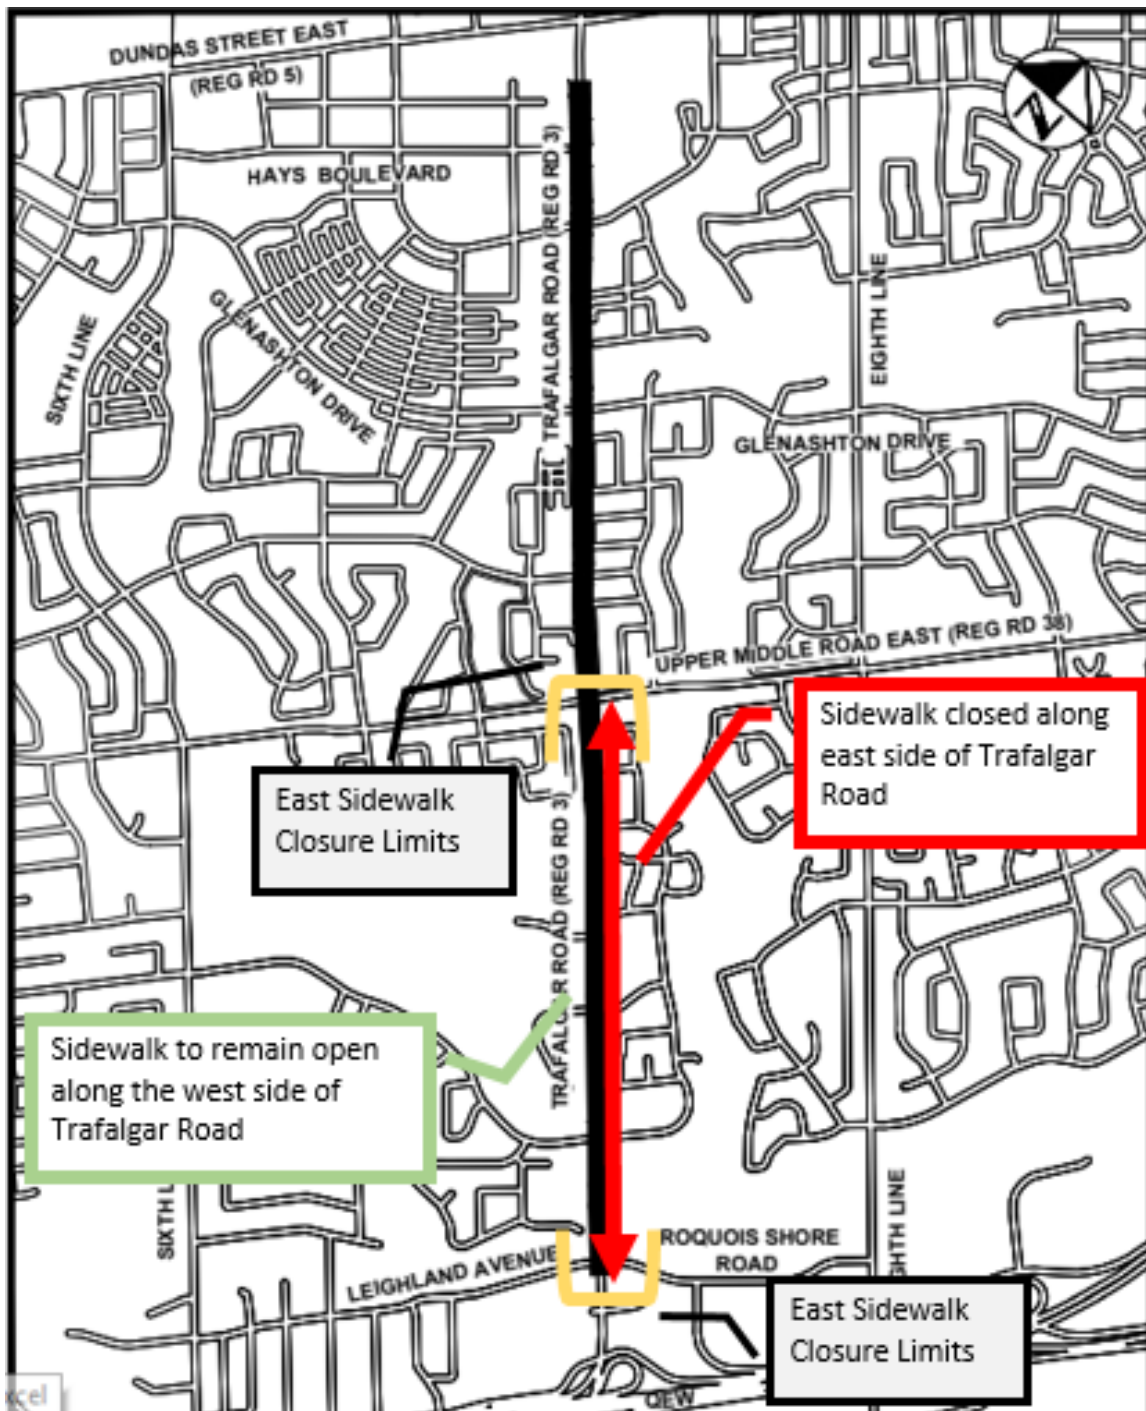 DUNDAS STREET EAST
(REG RD 5)
HAYS BOULEVARD
TRAFALGAR ROAD (REG RD 3)
EIGHTH LINE
SIXTH LINE
GLENASHTON DRIVE
GLENASHTON DRIVE
UPPER MIDDLE ROAD EAST (REG RD 38)
Sidewalk closed along
east side of Trafalgar
Road
East Sidewalk
Closure Limits
TRAFALGAR ROAD (REG RD 3)
Sidewalk to remain open
along the west side of
Trafalgar Road
SIXTH L
GHTH LINE
ROQUOIS SHORE
ROAD
LEIGHLAND AVENUE
East Sidewalk
Closure Limits
QEW
xcel